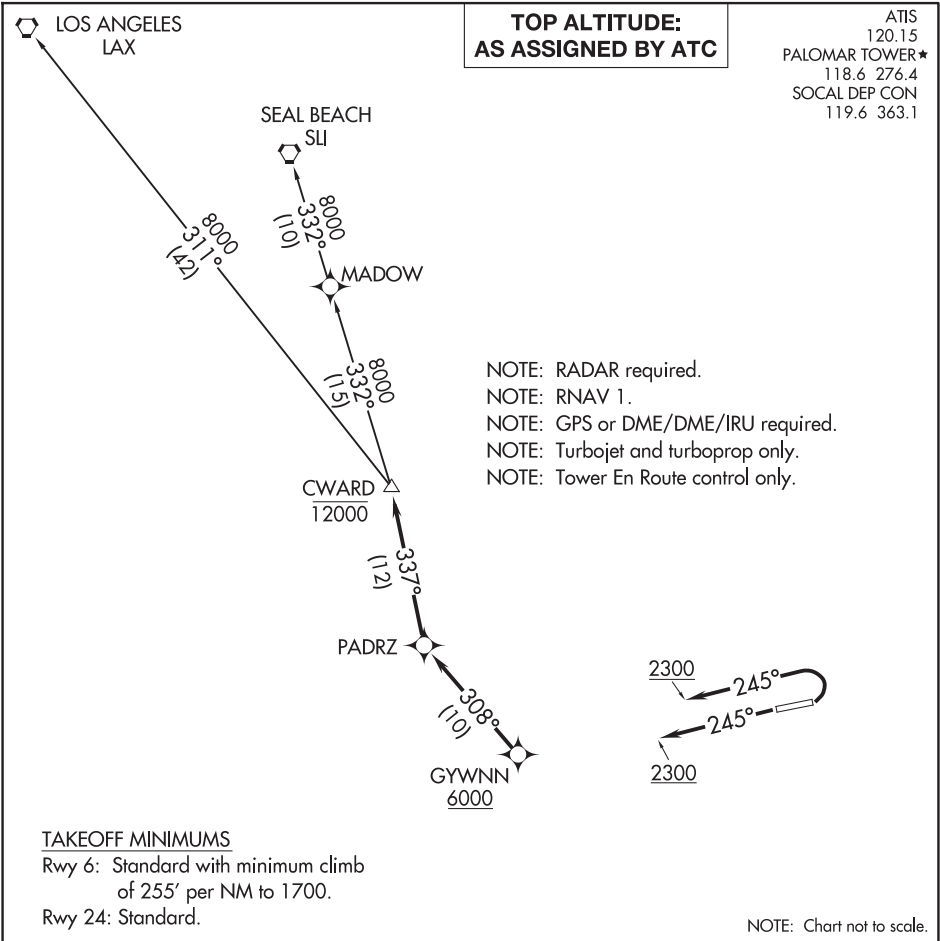 LOS ANGELES
LAX
TOP ALTITUDE:
AS ASSIGNED BY ATC
ATIS
120.15
PALOMAR TOWER★
118.6 276.4
SOCAL DEP CON
119.6 363.1
SEAL BEACH
SLI
8000
311°
(42)
8000
332°
(10)
MADOW
8000
332°
(15)
NOTE: RADAR required.
NOTE: RNAV 1.
NOTE: GPS or DME/DME/IRU required.
NOTE: Turbojet and turboprop only.
NOTE: Tower En Route control only.
CWARD
12000
337°
(12)
PADRZ
308°
(10)
GYWNN
6000
2300
245°
245°
2300
TAKEOFF MINIMUMS
Rwy 6: Standard with minimum climb
of 255' per NM to 1700.
Rwy 24: Standard.
NOTE: Chart not to scale.